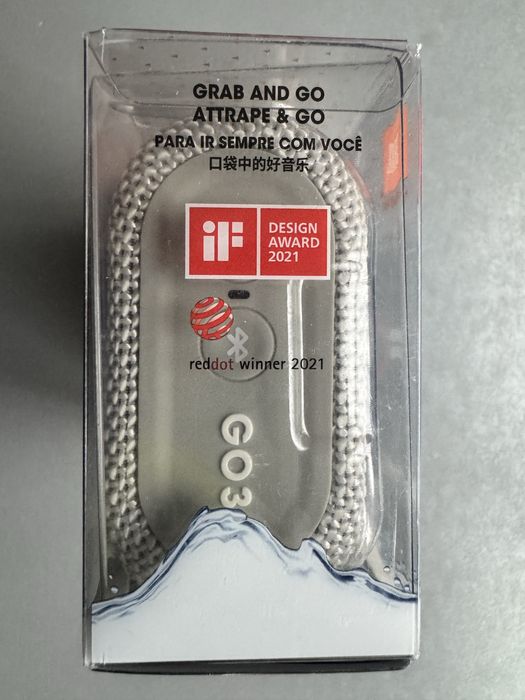 GRAB AND GO
ATTRAPE & GO
PARA IR SEMPRE COM VOCÊ
口袋中的好音乐
iF
DESIGN
AWARD
2021
reddot winner 2021
GO3